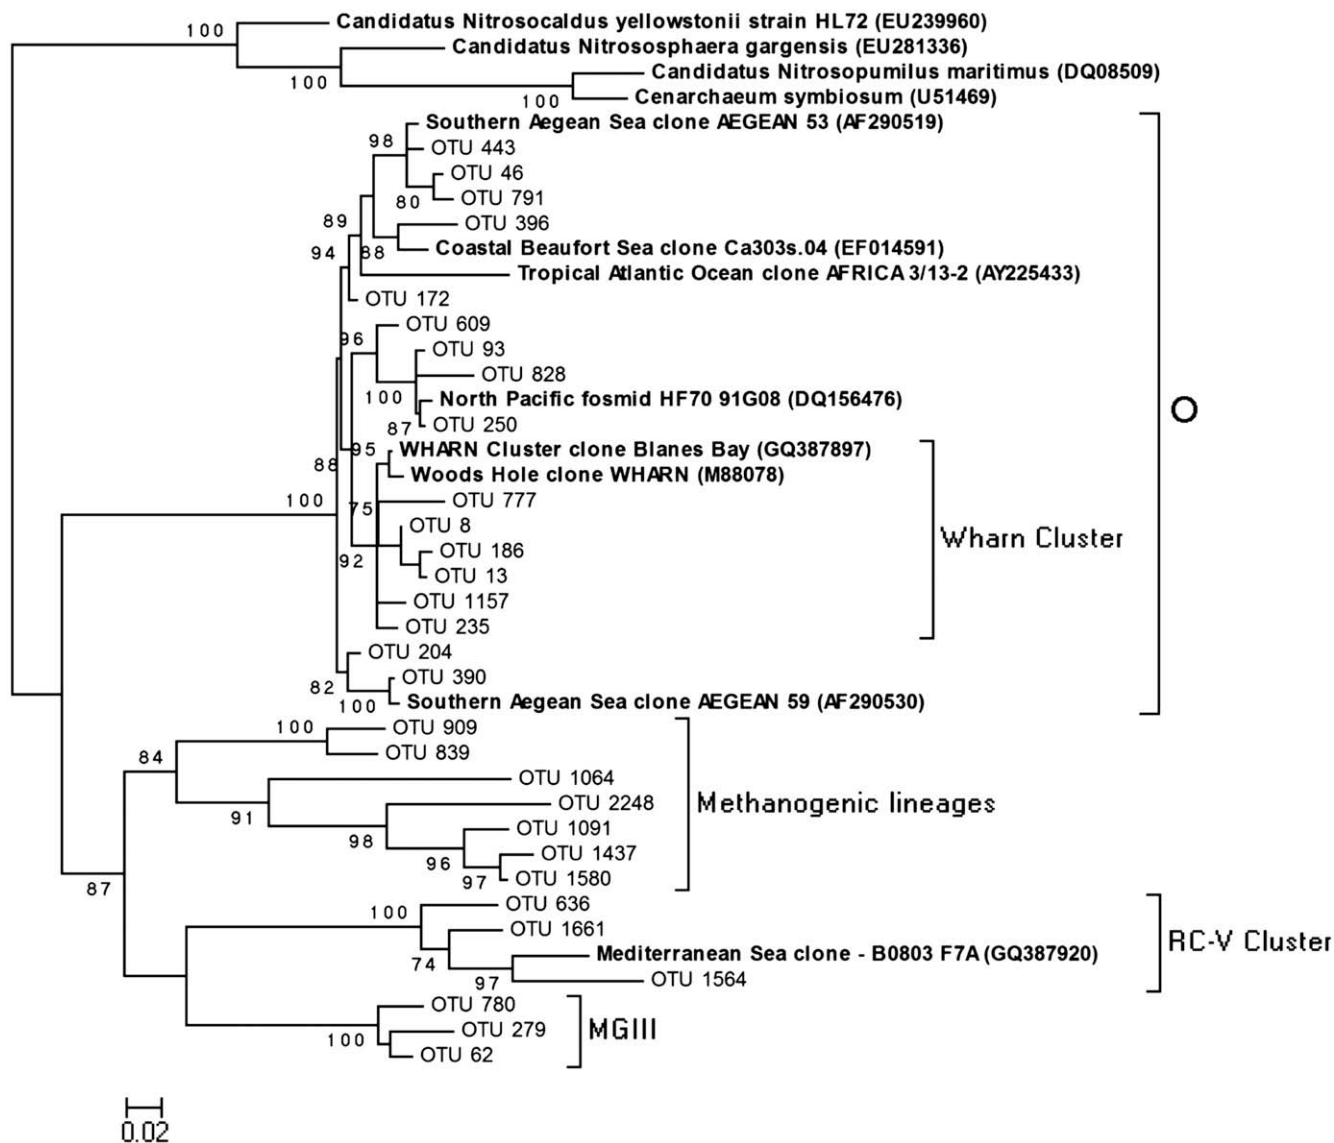 100
Candidatus Nitrosocaldus yellowstonii strain HL72 (EU239960)
Candidatus Nitrososphaera gargensis (EU281336)
100
Candidatus Nitrosopumilus maritimus (DQ08509)
100
Cenarchaeum symbiosum (U51469)
Southern Aegean Sea clone AEGEAN 53 (AF290519)
98
OTU 443
OTU 46
80
OTU 791
89
OTU 396
94
88
Coastal Beaufort Sea clone Ca303s.04 (EF014591)
Tropical Atlantic Ocean clone AFRICA 3/13-2 (AY225433)
OTU 172
OTU 609
96
OTU 93
OTU 828
100
North Pacific fosmid HF70 91G08 (DQ156476)
O
87
OTU 250
95
WHARN Cluster clone Blanes Bay (GQ387897)
88
Woods Hole clone WHARN (M88078)
100
75
OTU 777
OTU 8
Wharn Cluster
92
OTU 186
OTU 13
OTU 1157
OTU 235
OTU 204
82
OTU 390
100
Southern Aegean Sea clone AEGEAN 59 (AF290530)
100
OTU 909
84
OTU 839
OTU 1064
OTU 2248
Methanogenic lineages
91
OTU 1091
98
OTU 1437
96
97
OTU 1580
87
OTU 636
100
OTU 1661
RC-V Cluster
74
Mediterranean Sea clone - B0803 F7A (GQ387920)
97
OTU 1564
OTU 780
OTU 279
MGIII
100
OTU 62
0.02